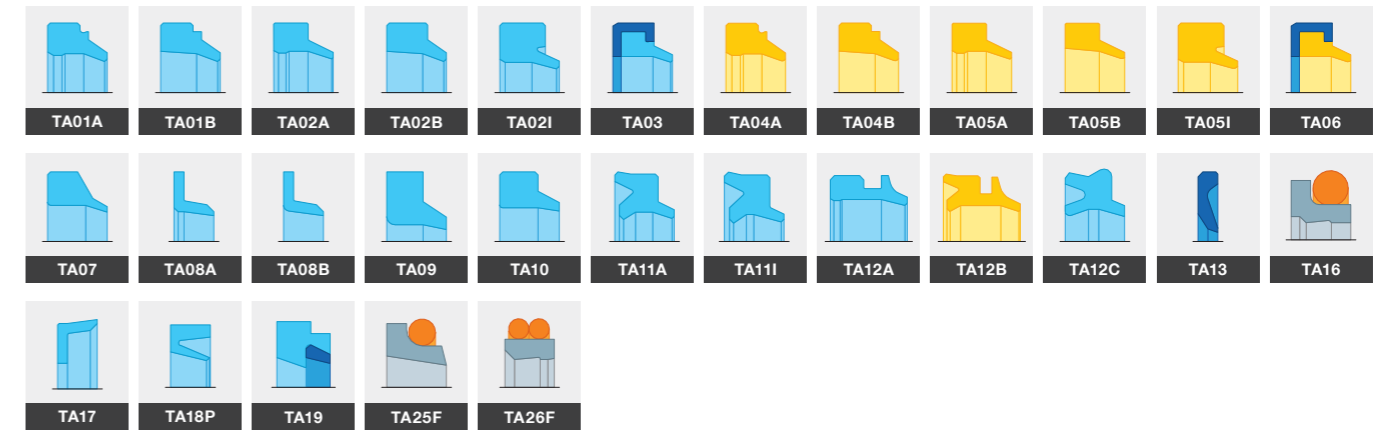 TA01A TA01B TA02A TA02B TA02I TA03 TA04A TA04B TA05A TA05B TA05I TA06
TA07 TA08A TA08B TA09 TA10 TA11A TA11I TA12A TA12B TA12C TA13 TA16
TA17 TA18P TA19 TA25F TA26F